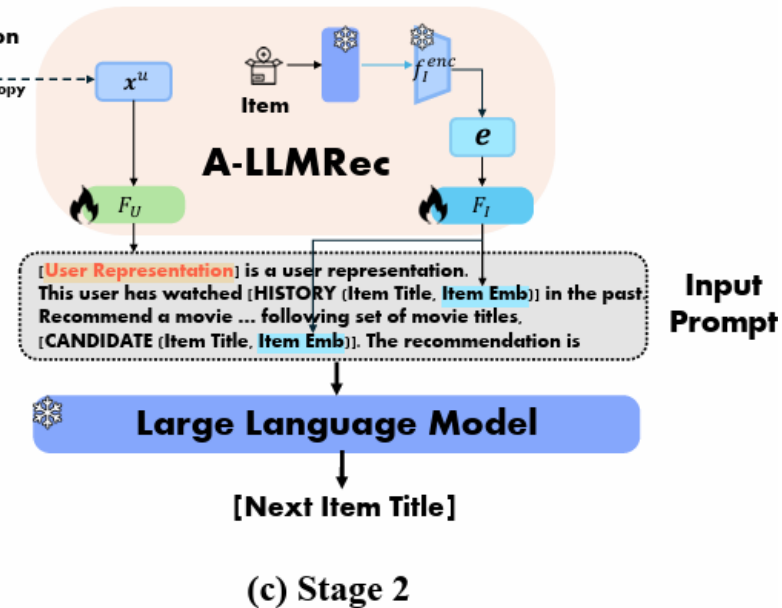 on
opy
x^u
Item
f_I^enc
e
A-LLMRec
F_U
F_I
[User Representation] is a user representation.
This user has watched [HISTORY (Item Title, Item Emb)] in the past.
Recommend a movie ... following set of movie titles,
[CANDIDATE (Item Title, Item Emb)]. The recommendation is
Input
Prompt
Large Language Model
[Next Item Title]
(c) Stage 2